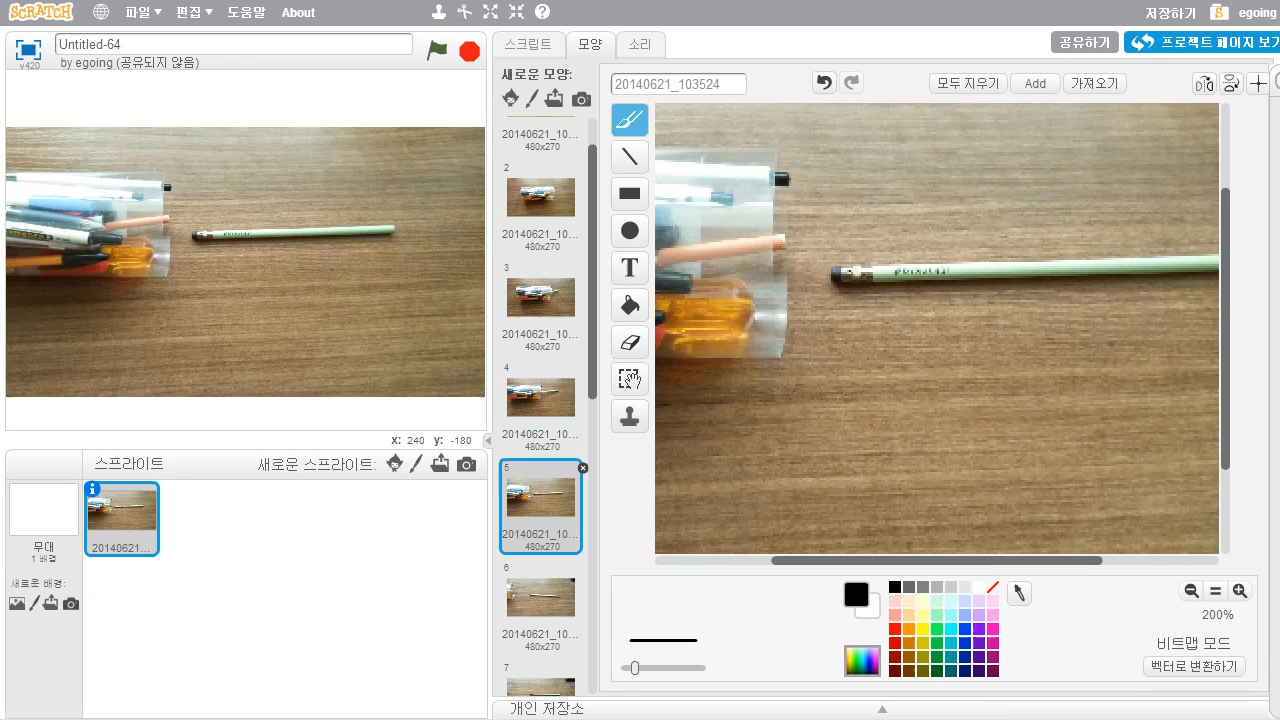 SCRATCH 파일▼ 편집▼ 도움말 About 저장하기 egoing
Untitled-64
v420 by egoing (공유되지 않음)
스크립트 모양 소리 공유하기 프로젝트 페이지 보기
새로운 모양:
20140621_103524 모두 지우기 Add 가져오기
20140621_10...
480x270
2
20140621_10...
480x270
3
20140621_10...
480x270
4
20140621_10...
480x270
5
20140621_10...
480x270
6
20140621_10...
480x270
7
T
x: 240 y: -180
스프라이트 새로운 스프라이트:
무대
1 배경
20140621...
새로운 배경:
200%
비트맵 모드
벡터로 변환하기
개인 저장소